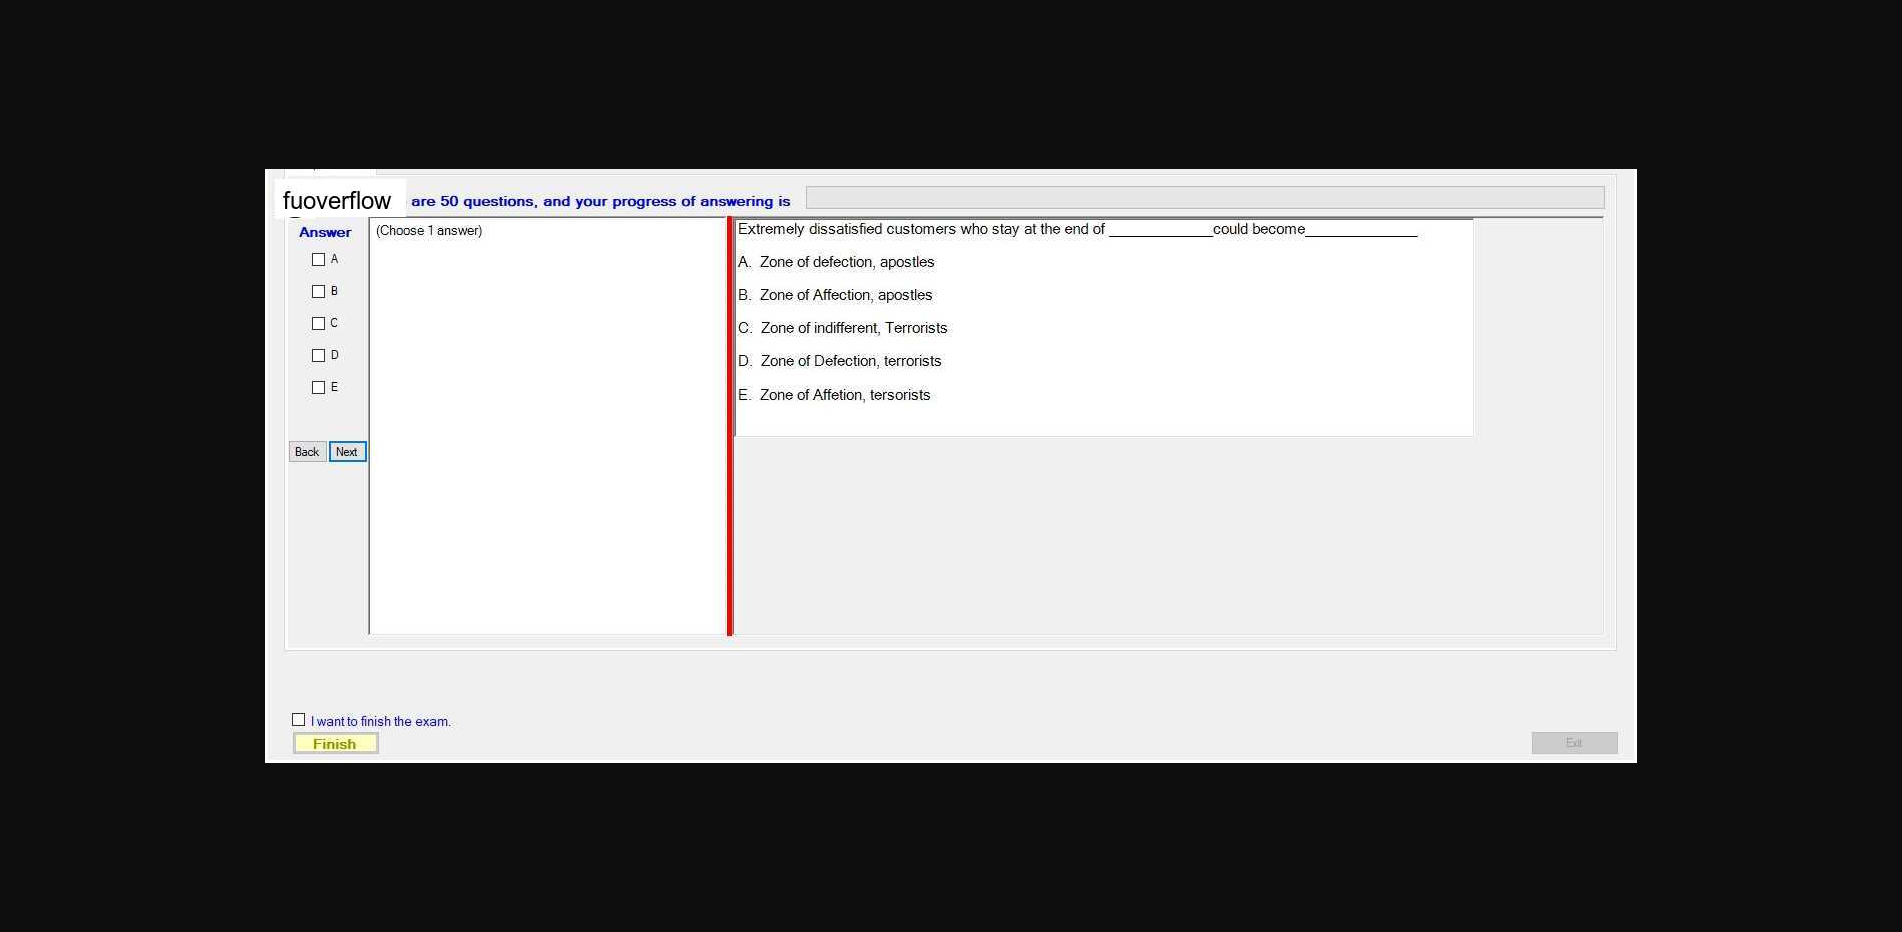 fuoverflow are 50 questions, and your progress of answering is
Answer
(Choose 1 answer)
A
B
C
D
E
Back Next
Extremely dissatisfied customers who stay at the end of _____________could become______________
A. Zone of defection, apostles
B. Zone of Affection, apostles
C. Zone of indifferent, Terrorists
D. Zone of Defection, terrorists
E. Zone of Affetion, tersorists
I want to finish the exam.
Finish
Exit